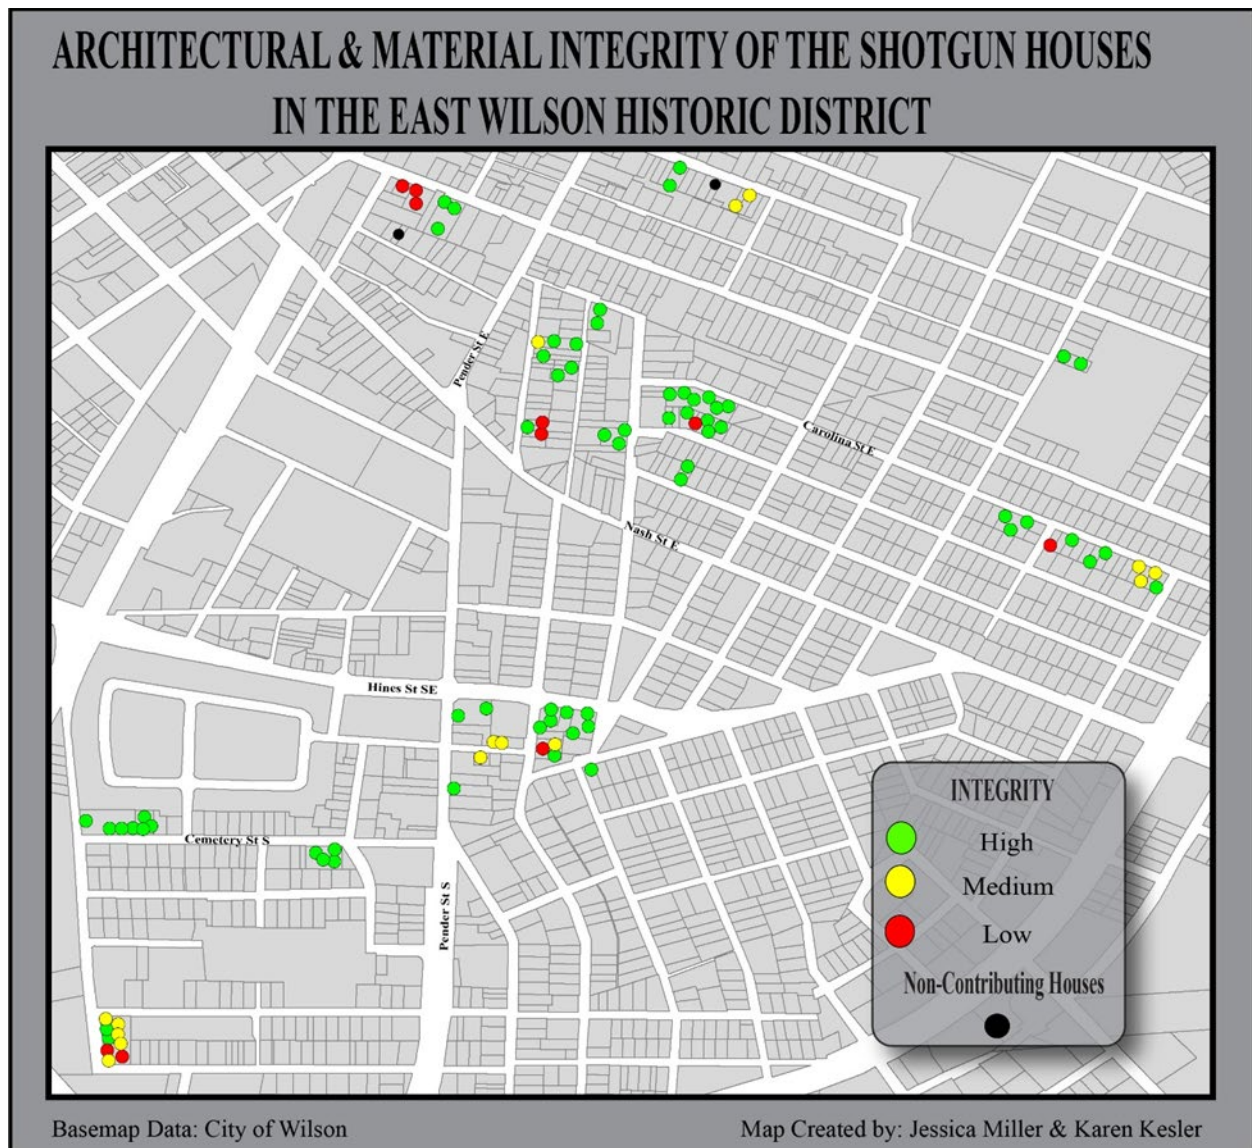 ARCHITECTURAL & MATERIAL INTEGRITY OF THE SHOTGUN HOUSES
IN THE EAST WILSON HISTORIC DISTRICT
Pender St E
Carolina St E
Nash St E
Hines St SE
Cemetery St S
Pender St S
INTEGRITY
High
Medium
Low
Non-Contributing Houses
Basemap Data: City of Wilson
Map Created by: Jessica Miller & Karen Kesler